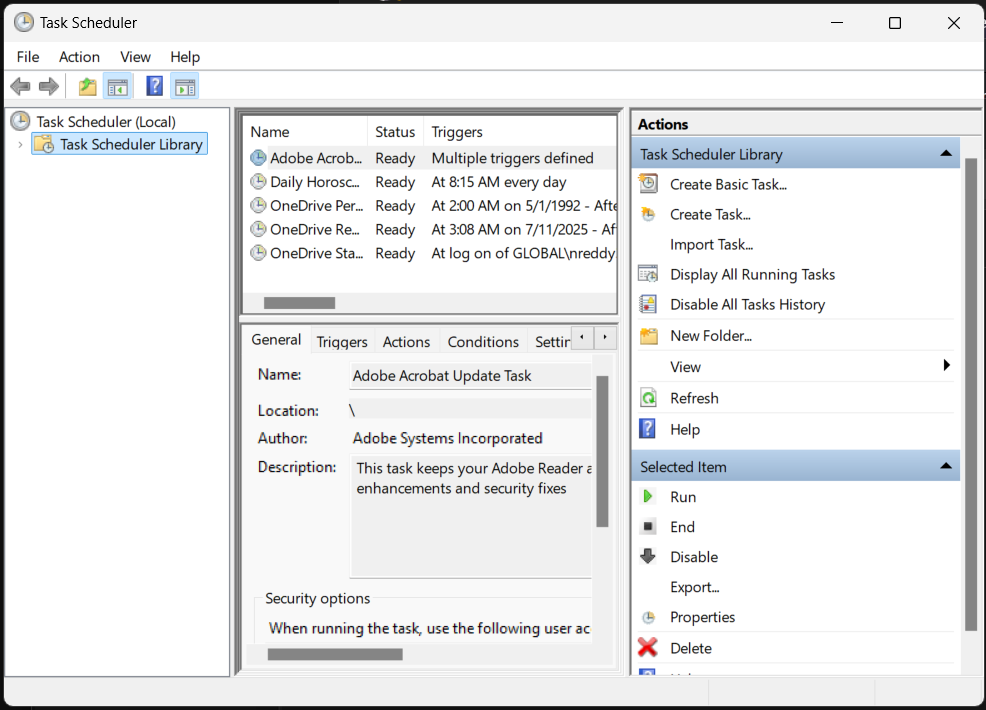 Task Scheduler
File Action View Help
Task Scheduler (Local)
Task Scheduler Library
Name Status Triggers
Adobe Acrob... Ready Multiple triggers defined
Daily Horosc... Ready At 8:15 AM every day
OneDrive Per... Ready At 2:00 AM on 5/1/1992 - Afte
OneDrive Re... Ready At 3:08 AM on 7/11/2025 - Af
OneDrive Sta... Ready At log on of GLOBAL\nreddy
General Triggers Actions Conditions Settin
Name: Adobe Acrobat Update Task
Location: \
Author: Adobe Systems Incorporated
Description: This task keeps your Adobe Reader a
enhancements and security fixes
Security options
When running the task, use the following user ac
Actions
Task Scheduler Library
Create Basic Task...
Create Task...
Import Task...
Display All Running Tasks
Disable All Tasks History
New Folder...
View
Refresh
Help
Selected Item
Run
End
Disable
Export...
Properties
Delete